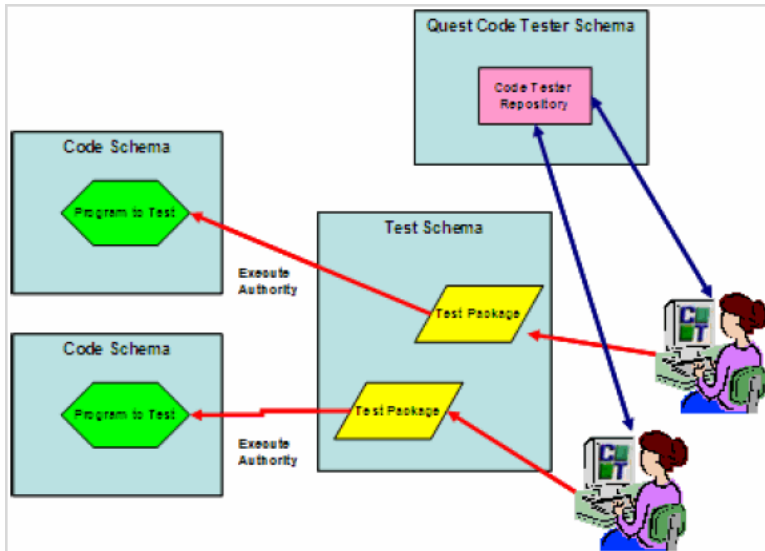 Quest Code Tester Schema
Code Tester
Repository
Code Schema
Program to Test
Test Schema
Execute
Authority
Test Package
Code Schema
Program to Test
Test Package
Execute
Authority
C
T
C
T